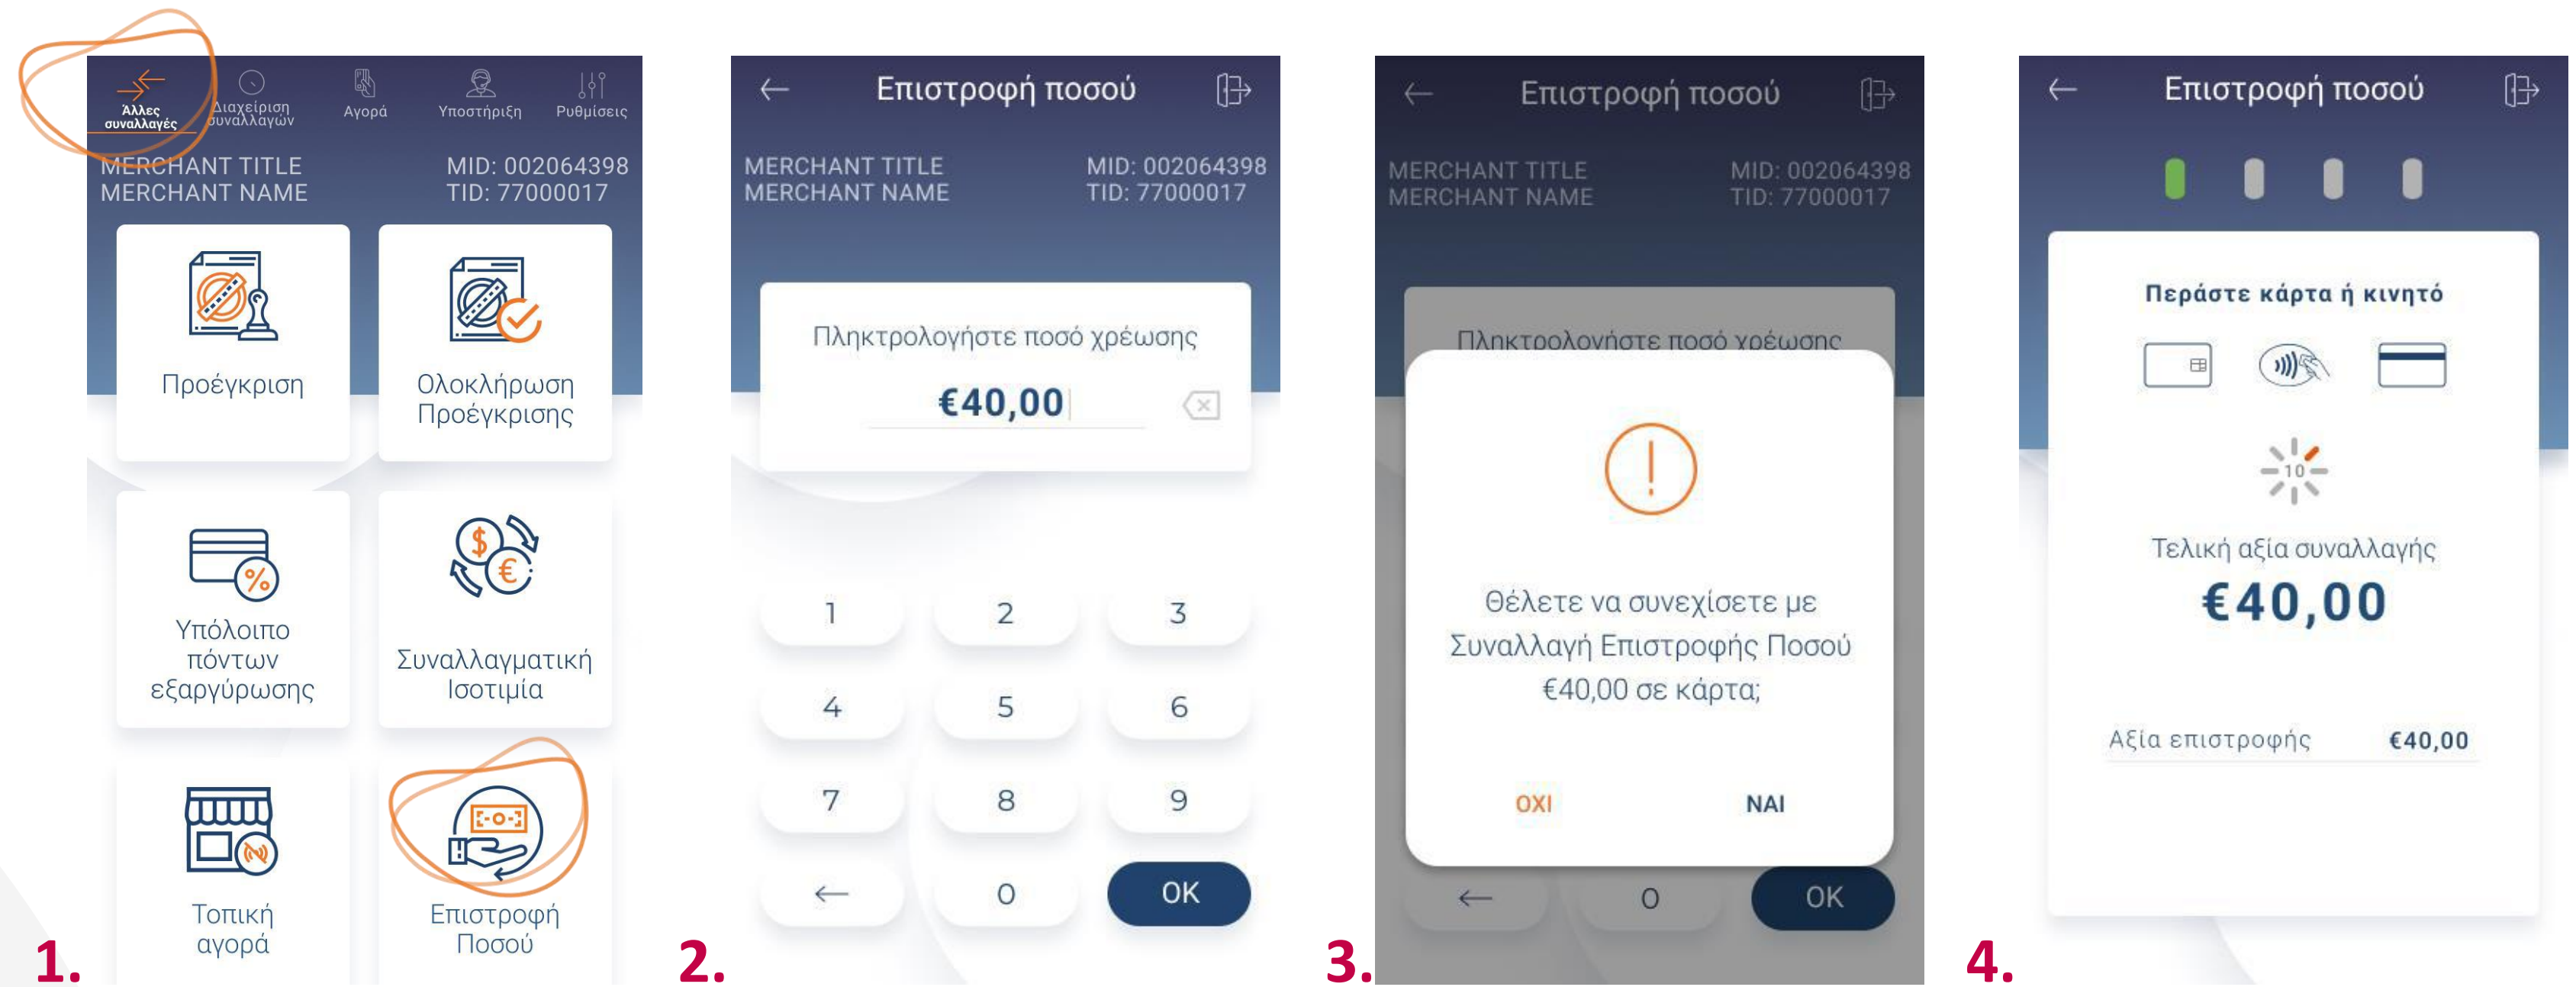 Άλλες
συναλλαγές
Διαχείριση
συναλλαγών
Αγορά
Υποστήριξη
Ρυθμίσεις
MERCHANT TITLE
MID: 002064398
MERCHANT NAME
TID: 77000017
Προέγκριση
Ολοκλήρωση
Προέγκρισης
Υπόλοιπο
πόντων
εξαργύρωσης
Συναλλαγματική
Ισοτιμία
Τοπική
αγορά
Επιστροφή
Ποσού
1.
Επιστροφή ποσού
MERCHANT TITLE
MID: 002064398
MERCHANT NAME
TID: 77000017
Πληκτρολογήστε ποσό χρέωσης
€40,00
1
2
3
4
5
6
7
8
9
0
OK
2.
Επιστροφή ποσού
MERCHANT TITLE
MID: 002064398
MERCHANT NAME
TID: 77000017
Πληκτρολογήστε ποσό χρέωσης
Θέλετε να συνεχίσετε με
Συναλλαγή Επιστροφής Ποσού
€40,00 σε κάρτα;
ΟΧΙ
ΝΑΙ
0
OK
3.
Επιστροφή ποσού
Περάστε κάρτα ή κινητό
10
Τελική αξία συναλλαγής
€40,00
Αξία επιστροφής
€40,00
4.